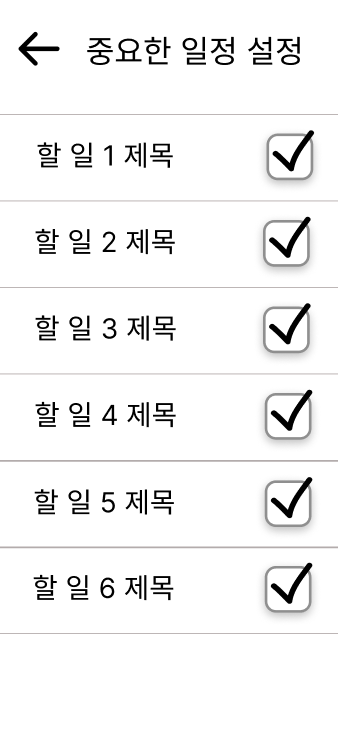 중요한 일정 설정
할 일 1 제목
할 일 2 제목
할 일 3 제목
할 일 4 제목
할 일 5 제목
할 일 6 제목